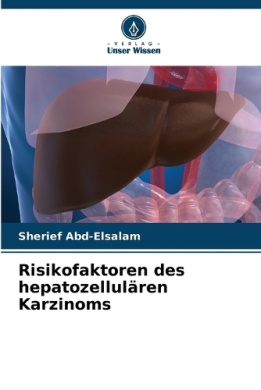 - VERLAG -
Unser Wissen
Sherief Abd-Elsalam
Risikofaktoren des
hepatozellulären
Karzinoms